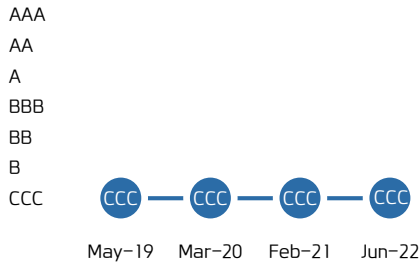 AAA
AA
A
BBB
BB
B
CCC CCC CCC CCC CCC
May-19 Mar-20 Feb-21 Jun-22